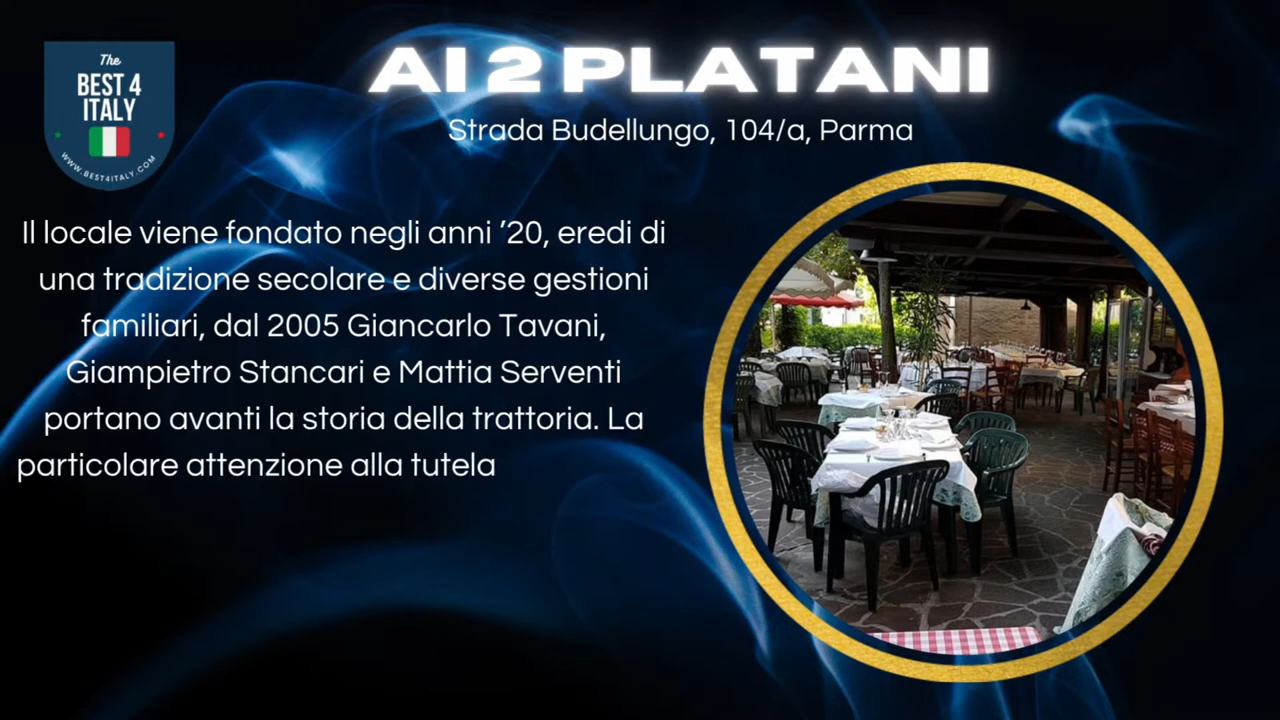 The
BEST 4
ITALY
WWW.BEST4ITALY.COM
AI 2 PLATANI
Strada Budellungo, 104/a, Parma
Il locale viene fondato negli anni ’20, eredi di
una tradizione secolare e diverse gestioni
familiari, dal 2005 Giancarlo Tavani,
Giampietro Stancari e Mattia Serventi
portano avanti la storia della trattoria. La
particolare attenzione alla tutela